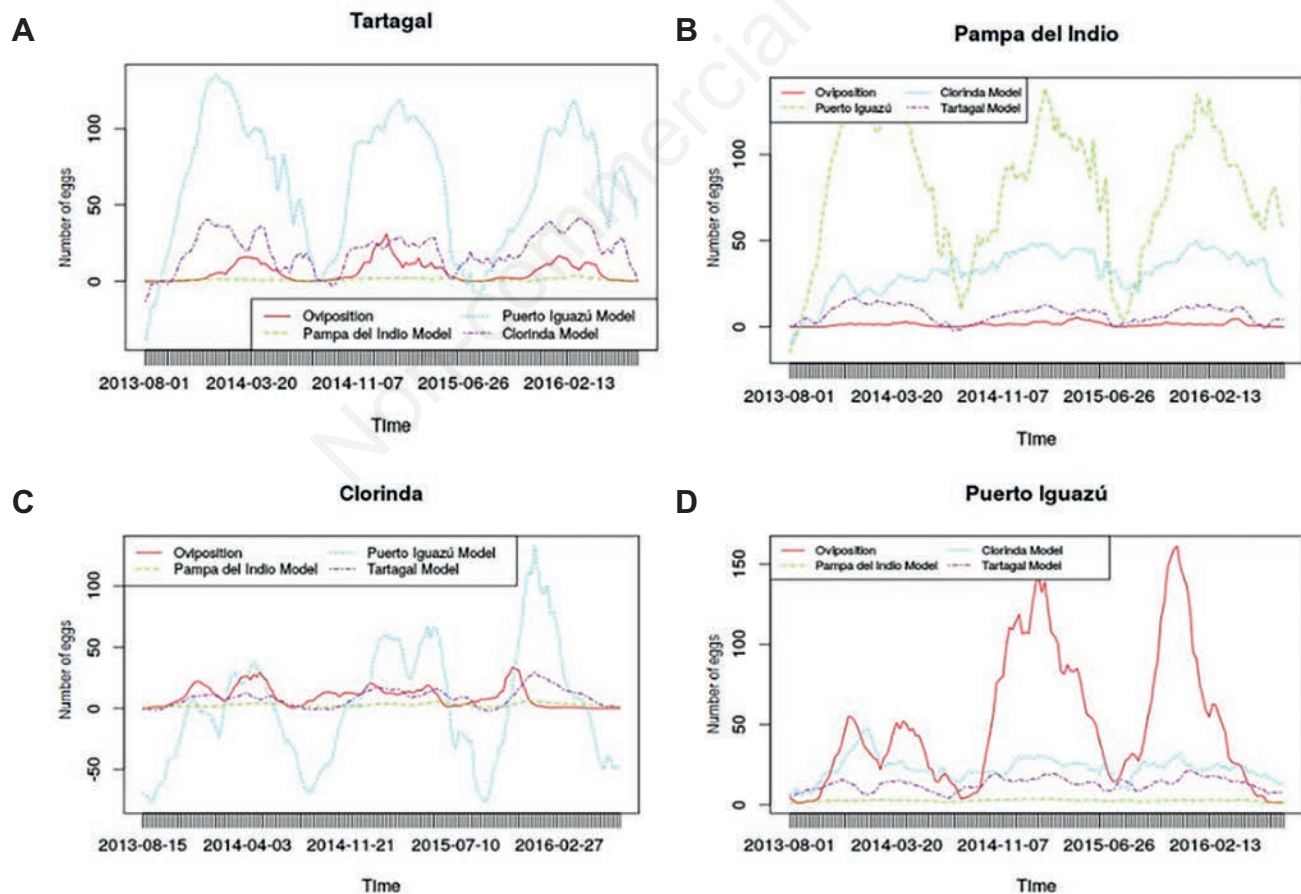 A
Tartagal
Number of eggs
100
50
0
Oviposition
Pampa del Indio Model
Puerto Iguazú Model
Clorinda Model
2013-08-01 2014-03-20 2014-11-07 2015-06-26 2016-02-13
Time
B
Pampa del Indio
Number of eggs
100
50
0
Oviposition
Puerto Iguazú
Clorinda Model
Tartagal Model
2013-08-01 2014-03-20 2014-11-07 2015-06-26 2016-02-13
Time
Non-commercial
C
Clorinda
Number of eggs
100
50
0
-50
Oviposition
Pampa del Indio Model
Puerto Iguazú Model
Tartagal Model
2013-08-15 2014-04-03 2014-11-21 2015-07-10 2016-02-27
Time
D
Puerto Iguazú
Number of eggs
150
100
50
0
Oviposition
Pampa del Indio Model
Clorinda Model
Tartagal Model
2013-08-01 2014-03-20 2014-11-07 2015-06-26 2016-02-13
Time